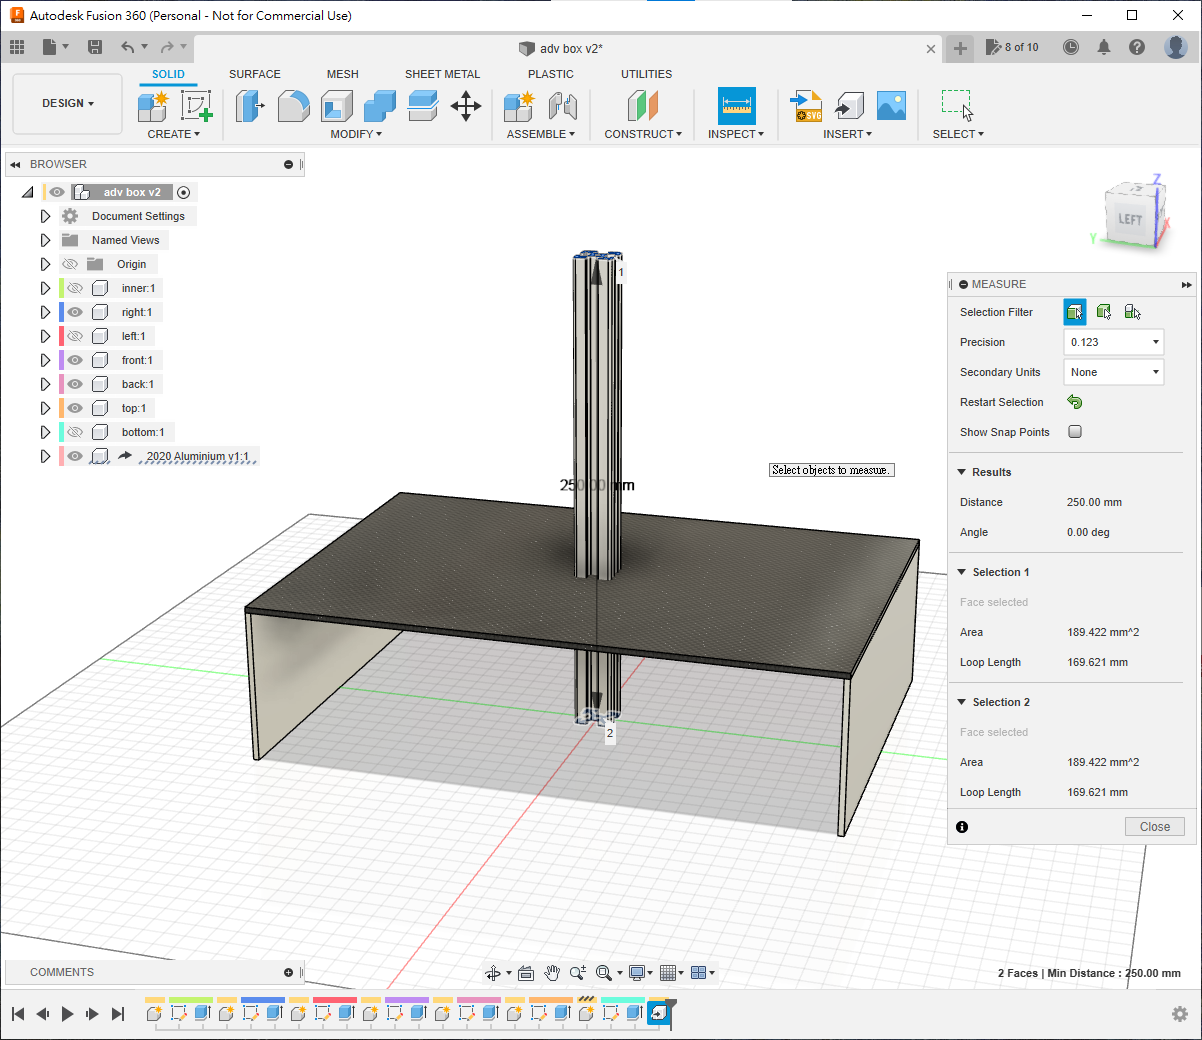 Autodesk Fusion 360 (Personal - Not for Commercial Use)
adv box v2*
8 of 10
SOLID
SURFACE
MESH
SHEET METAL
PLASTIC
UTILITIES
DESIGN
CREATE
MODIFY
ASSEMBLE
CONSTRUCT
INSPECT
INSERT
SELECT
SVG
BROWSER
adv box v2
Document Settings
Named Views
Origin
inner:1
right:1
left:1
front:1
back:1
top:1
bottom:1
2020 Aluminium v1:1
Z
LEFT
Y
X
1
250.00 mm
2
Select objects to measure.
MEASURE
Selection Filter
Precision
0.123
Secondary Units
None
Restart Selection
Show Snap Points
Results
Distance
250.00 mm
Angle
0.00 deg
Selection 1
Face selected
Area
189.422 mm^2
Loop Length
169.621 mm
Selection 2
Face selected
Area
189.422 mm^2
Loop Length
169.621 mm
Close
COMMENTS
2 Faces | Min Distance : 250.00 mm